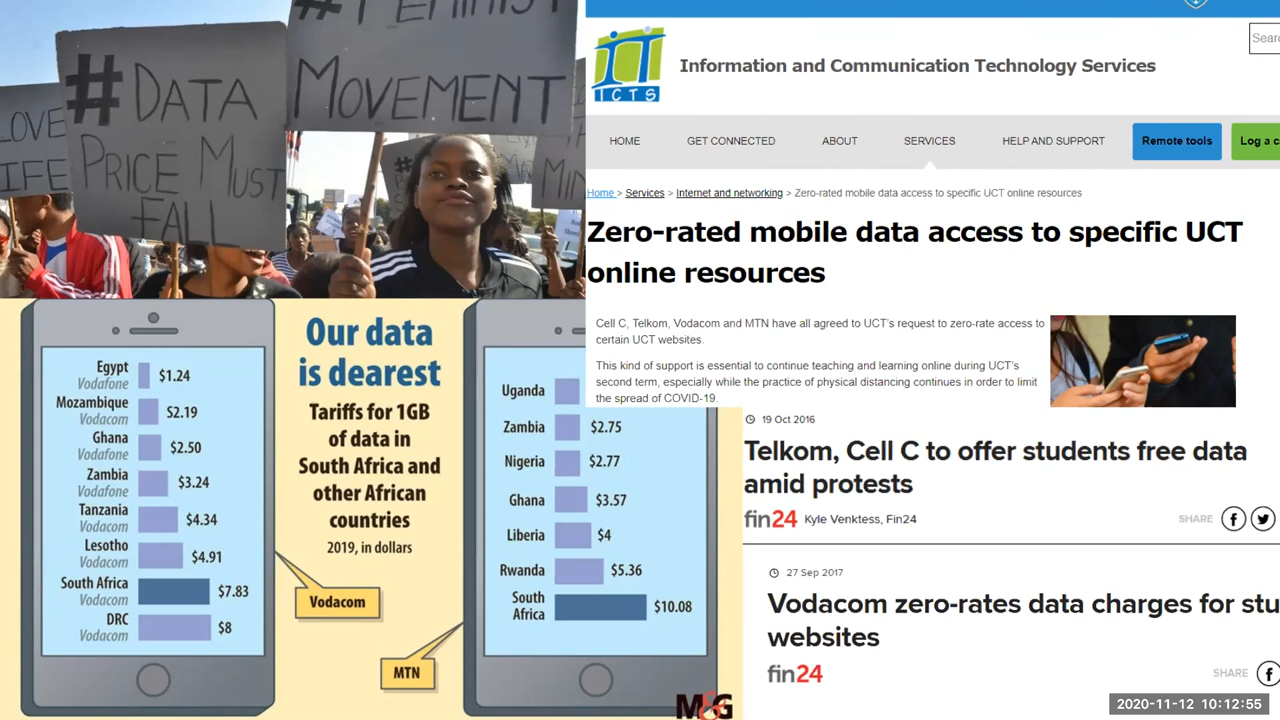 # FEMINIST
MOVEMENT
# DATA
PRICE MUST
FALL
LOVE
IFE
Our data
is dearest
Tariffs for 1GB
of data in
South Africa and
other African
countries
2019, in dollars
Egypt
Vodafone
$1.24
Mozambique
Vodacom
$2.19
Ghana
Vodafone
$2.50
Zambia
Vodafone
$3.24
Tanzania
Vodacom
$4.34
Lesotho
Vodacom
$4.91
South Africa
Vodacom
$7.83
DRC
Vodacom
$8
Vodacom
MTN
Uganda
Zambia $2.75
Nigeria $2.77
Ghana $3.57
Liberia $4
Rwanda $5.36
South
Africa
$10.08
M&G
ICTS
Information and Communication Technology Services
Sear
HOME GET CONNECTED ABOUT SERVICES HELP AND SUPPORT Remote tools Log a c
Home > Services > Internet and networking > Zero-rated mobile data access to specific UCT online resources
Zero-rated mobile data access to specific UCT
online resources
Cell C, Telkom, Vodacom and MTN have all agreed to UCT's request to zero-rate access to
certain UCT websites.
This kind of support is essential to continue teaching and learning online during UCT's
second term, especially while the practice of physical distancing continues in order to limit
the spread of COVID-19.
19 Oct 2016
Telkom, Cell C to offer students free data
amid protests
fin24 Kyle Venktess, Fin24
SHARE
27 Sep 2017
Vodacom zero-rates data charges for stu
websites
fin24
SHARE
2020-11-12 10:12:55